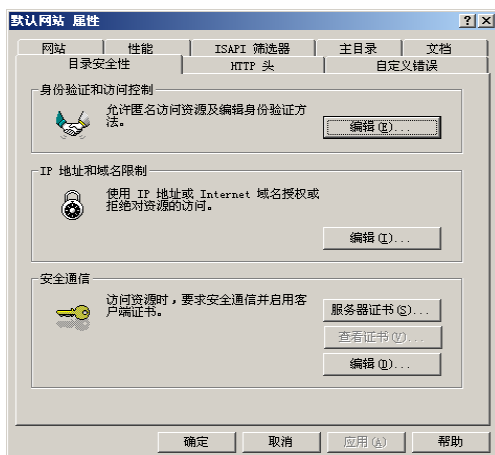 默认网站 属性
网站 性能 ISAPI 筛选器 主目录 文档
目录安全性 HTTP 头 自定义错误
身份验证和访问控制
允许匿名访问资源及编辑身份验证方
法。
编辑(E)...
IP 地址和域名限制
使用 IP 地址或 Internet 域名授权或
拒绝对资源的访问。
编辑(I)...
安全通信
访问资源时，要求安全通信并启用客
户端证书。
服务器证书(S)...
查看证书(V)...
编辑(D)...
确定 取消 应用(A) 帮助